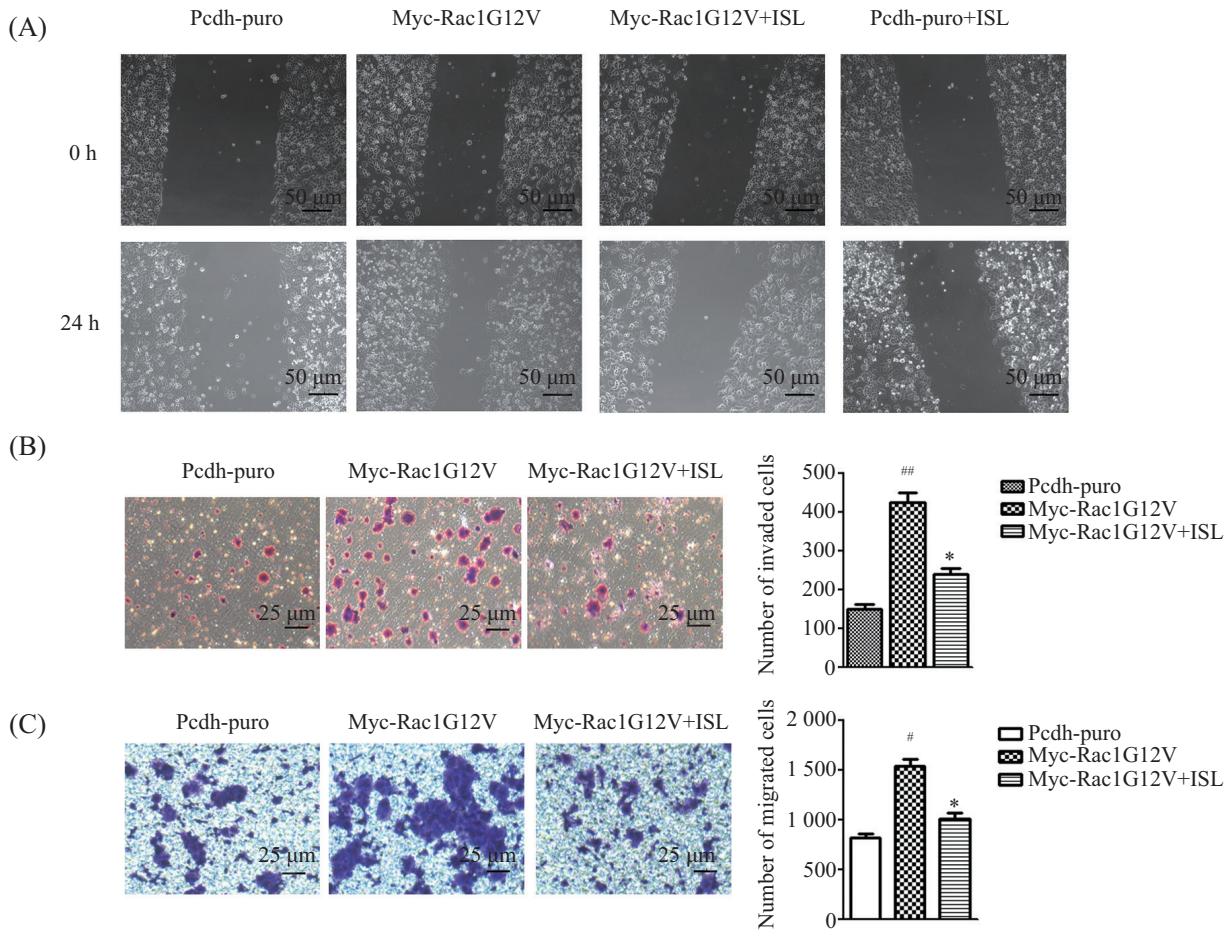 (A)
Pcdh-puro
Myc-Rac1G12V
Myc-Rac1G12V+ISL
Pcdh-puro+ISL
0 h
50 μm
50 μm
50 μm
50 μm
24 h
50 μm
50 μm
50 μm
50 μm
(B)
Pcdh-puro
Myc-Rac1G12V
Myc-Rac1G12V+ISL
25 μm
25 μm
25 μm
Number of invaded cells
500
400
300
200
100
0
##
*
Pcdh-puro
Myc-Rac1G12V
Myc-Rac1G12V+ISL
(C)
Pcdh-puro
Myc-Rac1G12V
Myc-Rac1G12V+ISL
25 μm
25 μm
25 μm
Number of migrated cells
2 000
1 500
1 000
500
0
#
*
Pcdh-puro
Myc-Rac1G12V
Myc-Rac1G12V+ISL